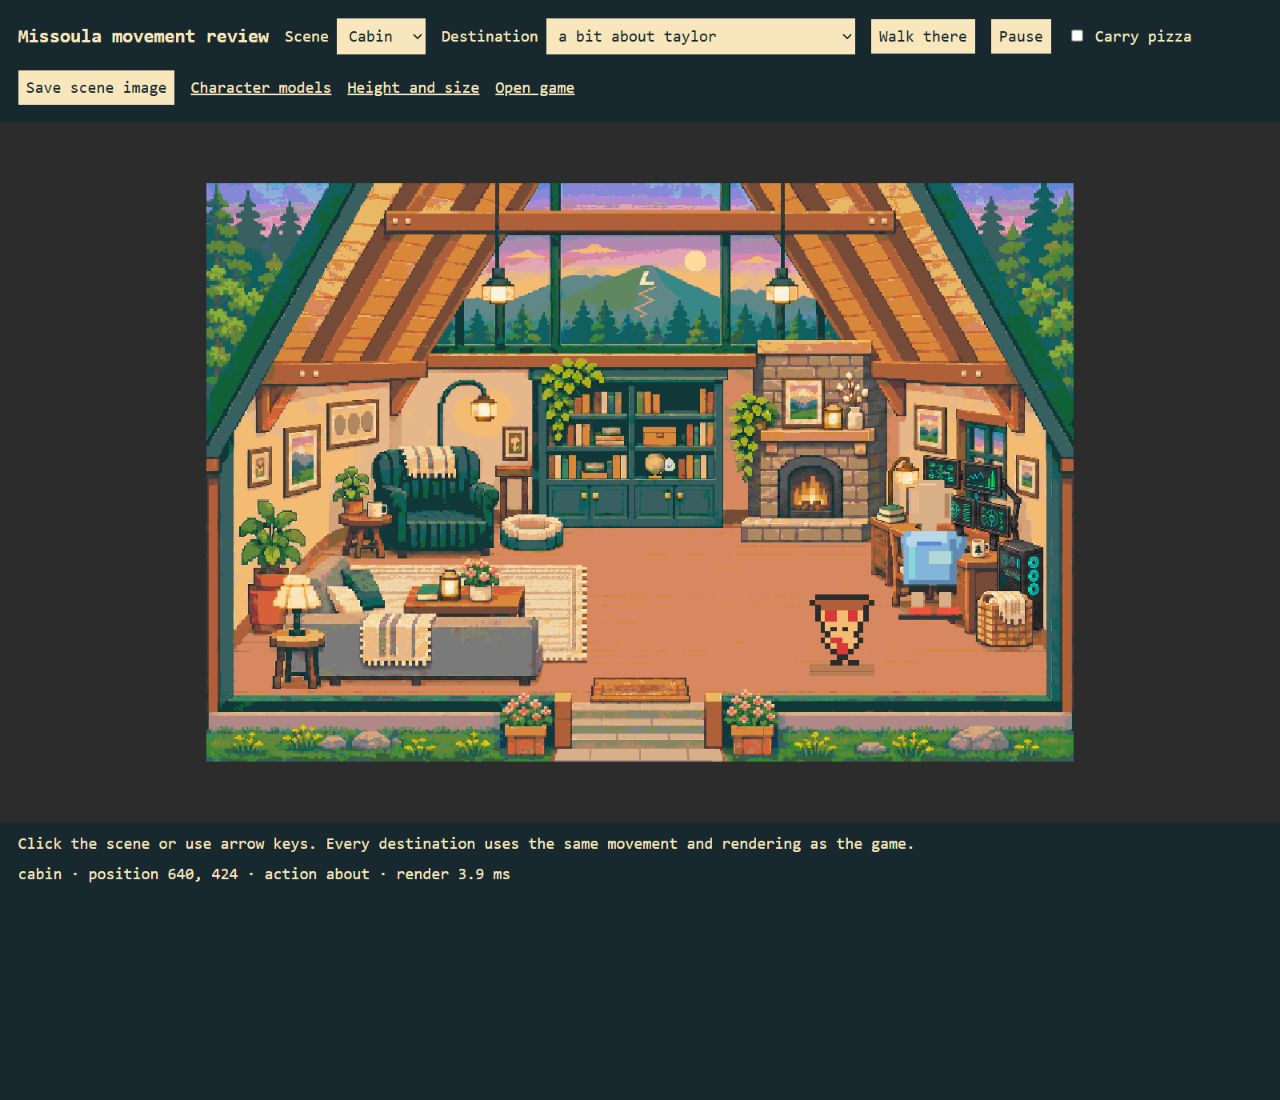 Missoula movement review Scene Cabin Destination a bit about taylor Walk there Pause Carry pizza
Save scene image Character models Height and size Open game
Click the scene or use arrow keys. Every destination uses the same movement and rendering as the game.
cabin · position 640, 424 · action about · render 3.9 ms